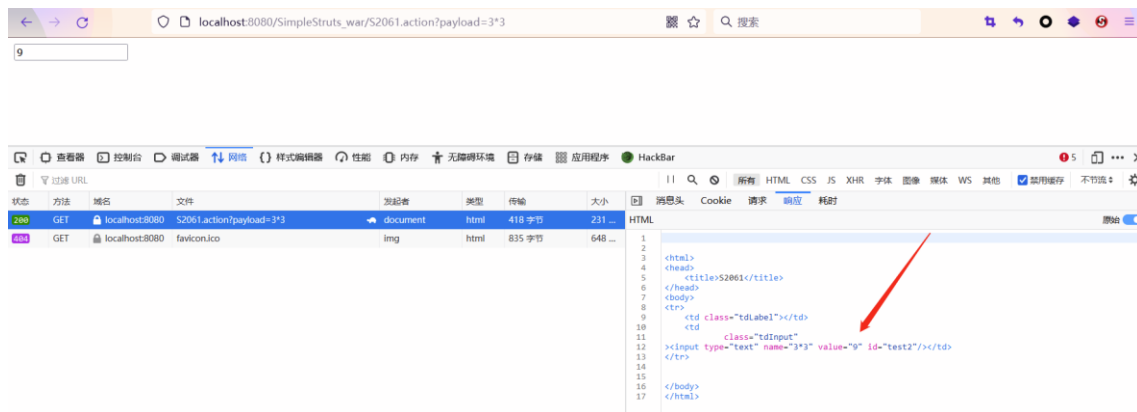 localhost:8080/SimpleStruts_war/S2061.action?payload=3*3
搜索
9
查看器 控制台 调试器 网络 样式编辑器 性能 内存 无障碍环境 存储 应用程序 HackBar 5
过滤 URL
所有 HTML CSS JS XHR 字体 图像 媒体 WS 其他 禁用缓存 不节流
状态 方法 域名 文件 发起者 类型 传输 大小
消息头 Cookie 请求 响应 耗时
200 GET localhost:8080 S2061.action?payload=3*3 document html 418 字节 231 ...
404 GET localhost:8080 favicon.ico img html 835 字节 648 ...
HTML 原始
1
2
3 <html>
4 <head>
5 <title>S2061</title>
6 </head>
7 <body>
8 <tr>
9 <td class="tdLabel"></td>
10 <td
11 class="tdInput"
12 ><input type="text" name="3*3" value="9" id="test2"/></td>
13 </tr>
14
15
16 </body>
17 </html>